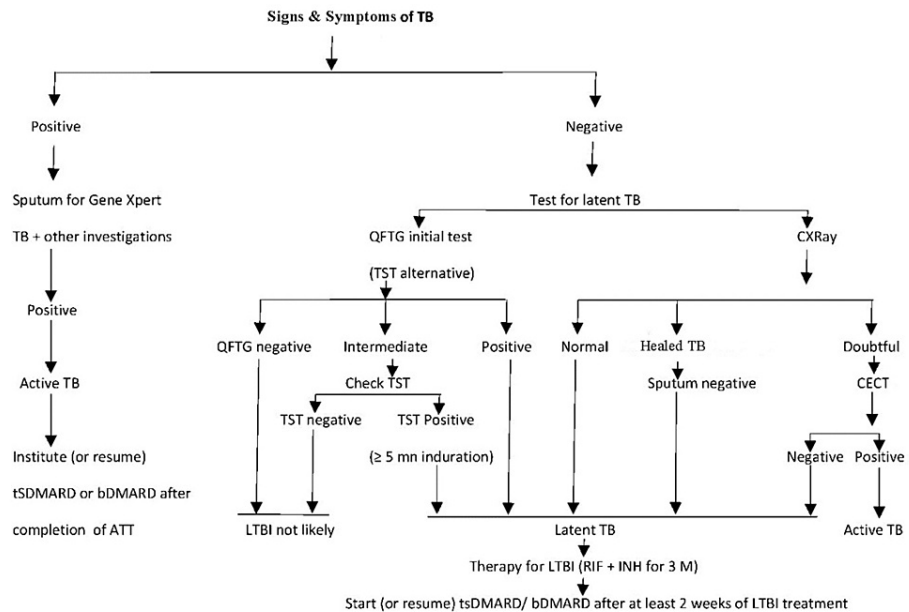 Signs & Symptoms of TB
Positive
Negative
Sputum for Gene Xpert
TB + other investigations
Test for latent TB
QFTG initial test
(TST alternative)
CXRay
Positive
QFTG negative
Intermediate
Positive
Normal
Healed TB
Doubtful
Active TB
Check TST
Sputum negative
CECT
TST negative
TST Positive
(≥ 5 mn induration)
Negative
Positive
Institute (or resume)
tSDMARD or bDMARD after
completion of ATT
LTBI not likely
Latent TB
Active TB
Therapy for LTBI (RIF + INH for 3 M)
Start (or resume) tsDMARD/ bDMARD after at least 2 weeks of LTBI treatment